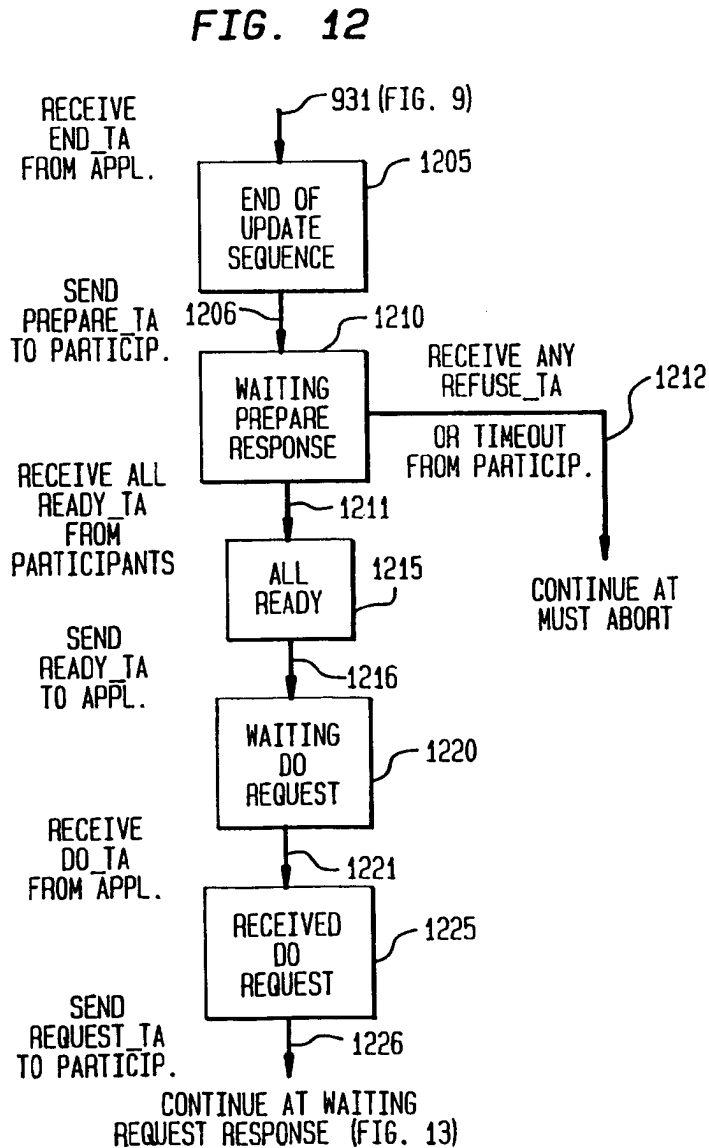 FIG. 12
931 (FIG. 9)
RECEIVE
END_TA
FROM APPL.
1205
END OF
UPDATE
SEQUENCE
SEND
PREPARE_TA
TO PARTICIP.
1206
1210
WAITING
PREPARE
RESPONSE
RECEIVE ANY
REFUSE_TA
OR TIMEOUT
FROM PARTICIP.
1212
RECEIVE ALL
READY_TA
FROM
PARTICIPANTS
1211
ALL
READY
1215
CONTINUE AT
MUST ABORT
SEND
READY_TA
TO APPL.
1216
WAITING
DO
REQUEST
1220
RECEIVE
DO_TA
FROM APPL.
1221
RECEIVED
DO
REQUEST
1225
SEND
REQUEST_TA
TO PARTICIP.
1226
CONTINUE AT WAITING
REQUEST RESPONSE (FIG. 13)